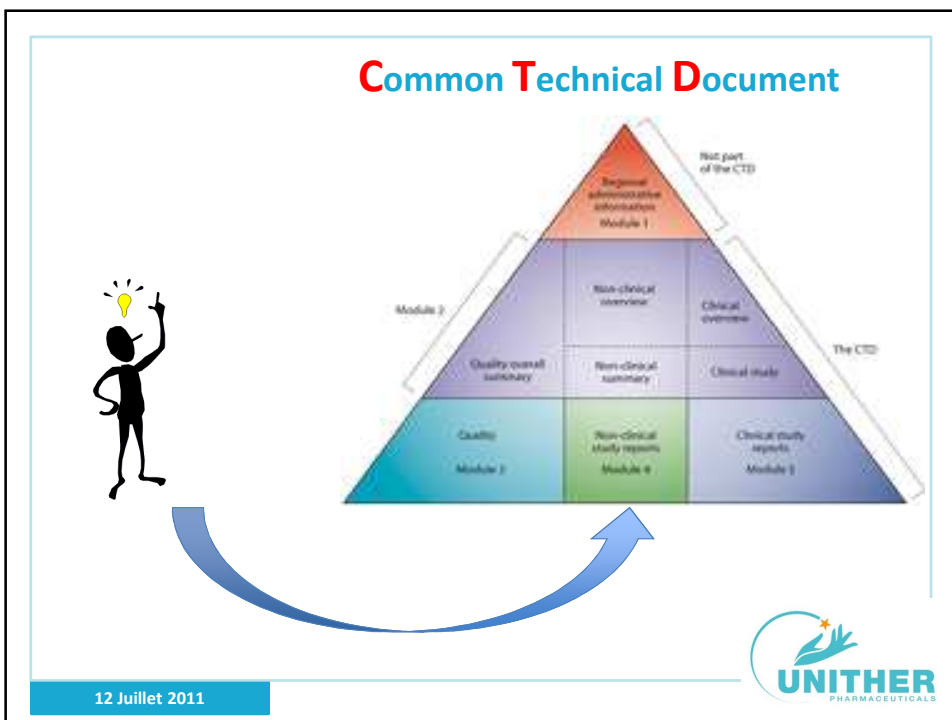 Common Technical Document
Not part
of the CTD
Regional
administrative
information
Module 1
Module 2
Non-clinical
overview
Clinical
overview
The CTD
Quality overall
summary
Non-clinical
summary
Clinical study
Quality
Module 3
Non-clinical
study reports
Module 4
Clinical study
reports
Module 5
UNITHER
PHARMACEUTICALS
12 Juillet 2011